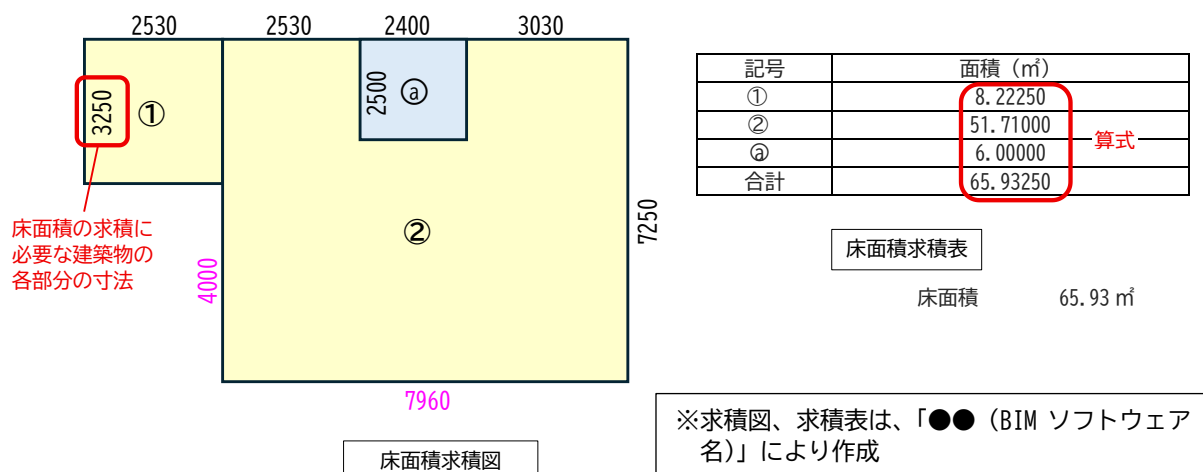 2530 2530 2400 3030
3250
①
2500
ⓐ
床面積の求積に
必要な建築物の
各部分の寸法
②
4000
7250
7960
床面積求積図
記号 面積（㎡）
① 8.22250
② 51.71000
ⓐ 6.00000
合計 65.93250
算式
床面積求積表
床面積 65.93 ㎡
※求積図、求積表は、「●●（BIM ソフトウェア
名）」により作成